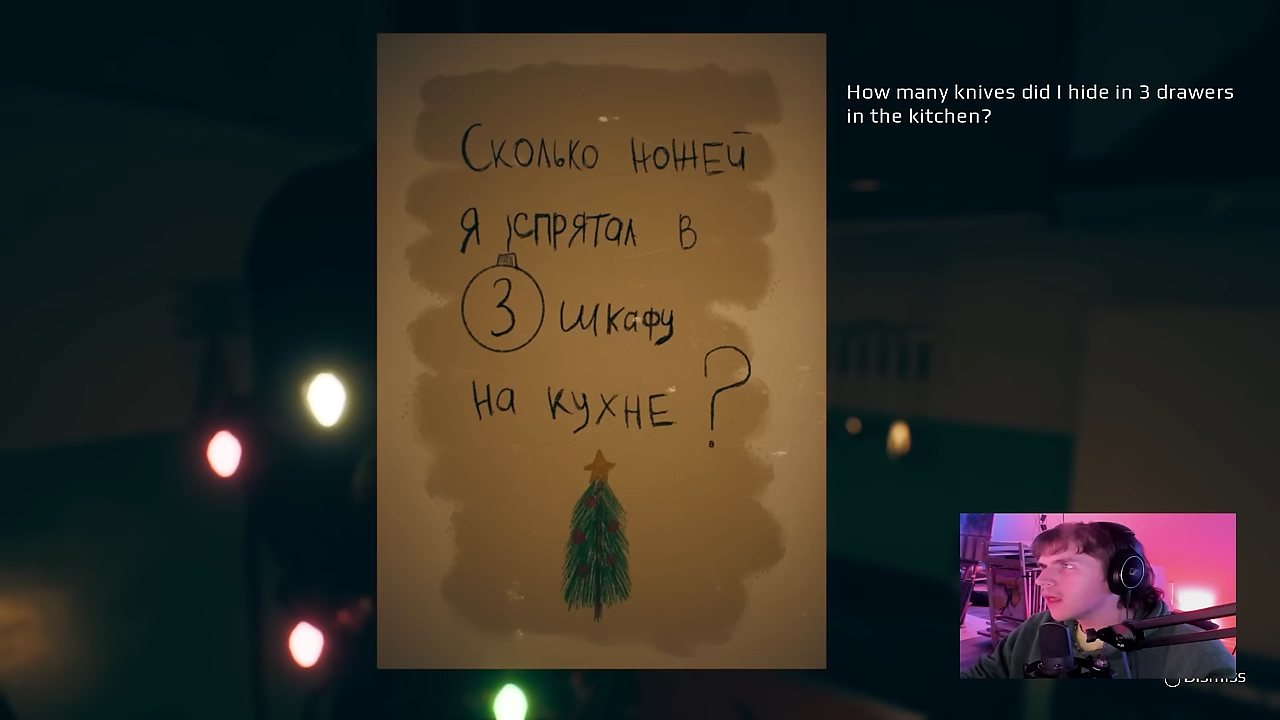 Сколько ножей
я спрятал в
3 шкафу
на кухне?
How many knives did I hide in 3 drawers
in the kitchen?
Dismiss